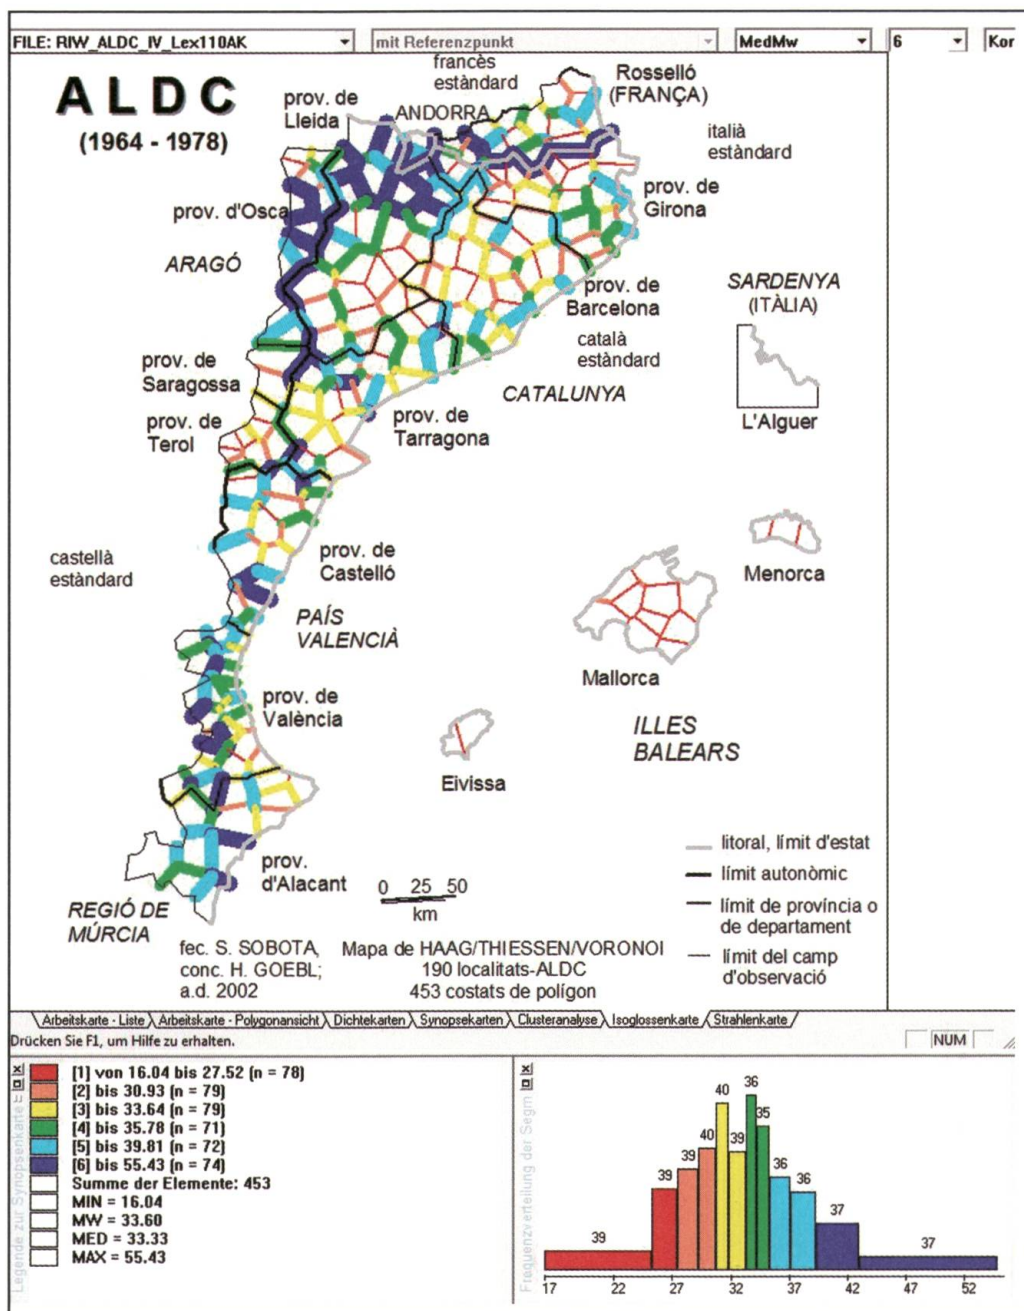 FILE: RIW_ALDC_IV_Lex110AK
mit Referenzpunkt
MedMw
6
Kor
ALDC
(1964 - 1978)
francès
estàndard
Rosselló
(FRANÇA)
prov. de
Lleida
ANDORRA
italià
estàndard
prov. de
Girona
prov. d'Osca
ARAGÓ
prov. de
Barcelona
SARDENYA
(ITÀLIA)
català
estàndard
prov. de
Saragossa
CATALUNYA
prov. de
Terol
prov. de
Tarragona
L'Alguer
castellà
estàndard
prov. de
Castelló
Menorca
PAÍS
VALENCIÀ
Mallorca
prov. de
València
ILLES
BALEARS
Eivissa
prov.
d'Alacant
0 25 50
km
litoral, límit d'estat
límit autonòmic
límit de província o
de departament
límit del camp
d'observació
REGIÓ DE
MÚRCIA
fec. S. SOBOTA,
conc. H. GOEBL;
a.d. 2002
Mapa de HAAG/THIESSEN/VORONOI
190 localitats-ALDC
453 costats de polígon
Arbeitskarte - Liste Arbeitskarte - Polygonansicht Dichtekarten Synopsekarten Clusteranalyse Isoglossenkarte Strahlenkarte
Drücken Sie F1, um Hilfe zu erhalten.
NUM
Legende zur Synopsenkarte
[1] von 16.04 bis 27.52 (n = 78)
[2] bis 30.93 (n = 79)
[3] bis 33.64 (n = 79)
[4] bis 35.78 (n = 71)
[5] bis 39.81 (n = 72)
[6] bis 55.43 (n = 74)
Summe der Elemente: 453
MIN = 16.04
MW = 33.60
MED = 33.33
MAX = 55.43
Frequenzverteilung der Segm
39 39 39 40 40 39 36 35 36 36 37 37
17 22 27 32 37 42 47 52